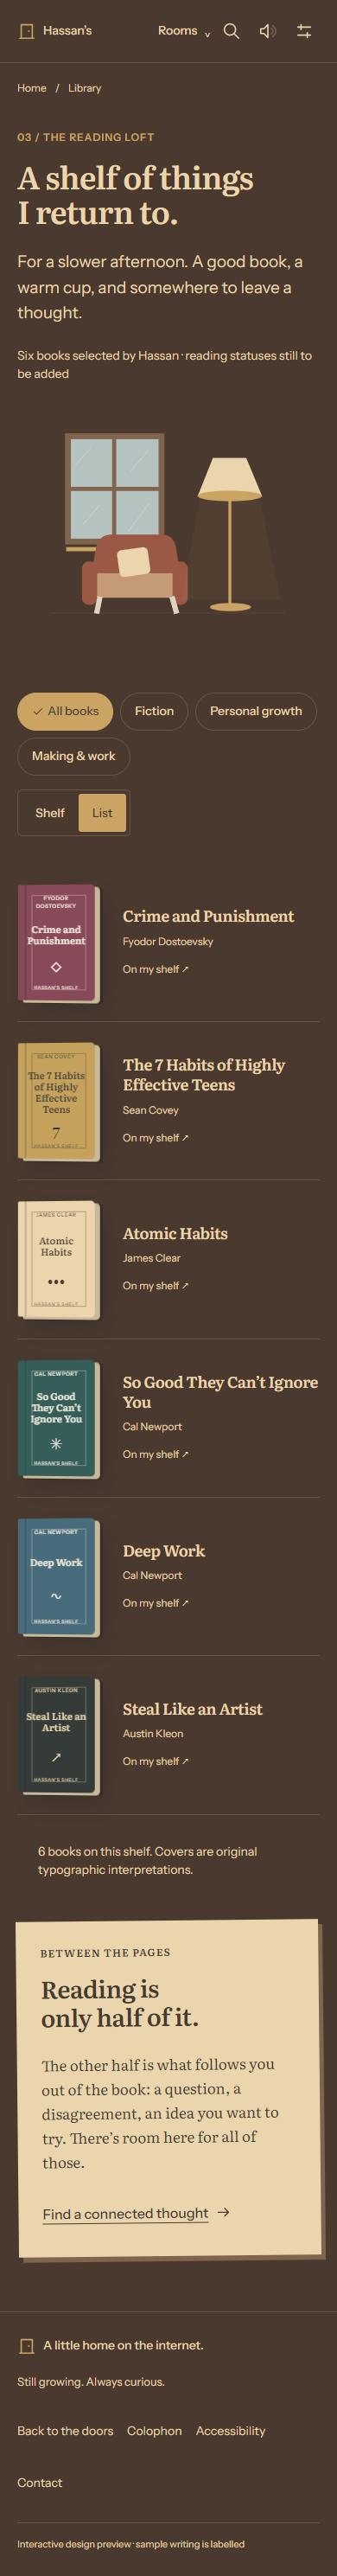 Hassan's
Rooms
Home / Library
03 / THE READING LOFT
A shelf of things
I return to.
For a slower afternoon. A good book, a
warm cup, and somewhere to leave a
thought.
Six books selected by Hassan · reading statuses still to
be added
✓ All books
Fiction
Personal growth
Making & work
Shelf
List
FYODOR
DOSTOEVSKY
Crime and
Punishment
HASSAN'S SHELF
Crime and Punishment
Fyodor Dostoevsky
On my shelf ↗
SEAN COVEY
The 7 Habits
of Highly
Effective
Teens
7
HASSAN'S SHELF
The 7 Habits of Highly
Effective Teens
Sean Covey
On my shelf ↗
JAMES CLEAR
Atomic
Habits
HASSAN'S SHELF
Atomic Habits
James Clear
On my shelf ↗
CAL NEWPORT
So Good
They Can't
Ignore You
HASSAN'S SHELF
So Good They Can't Ignore
You
Cal Newport
On my shelf ↗
CAL NEWPORT
Deep Work
HASSAN'S SHELF
Deep Work
Cal Newport
On my shelf ↗
AUSTIN KLEON
Steal Like an
Artist
HASSAN'S SHELF
Steal Like an Artist
Austin Kleon
On my shelf ↗
6 books on this shelf. Covers are original
typographic interpretations.
BETWEEN THE PAGES
Reading is
only half of it.
The other half is what follows you
out of the book: a question, a
disagreement, an idea you want to
try. There's room here for all of
those.
Find a connected thought →
A little home on the internet.
Still growing. Always curious.
Back to the doors
Colophon
Accessibility
Contact
Interactive design preview · sample writing is labelled